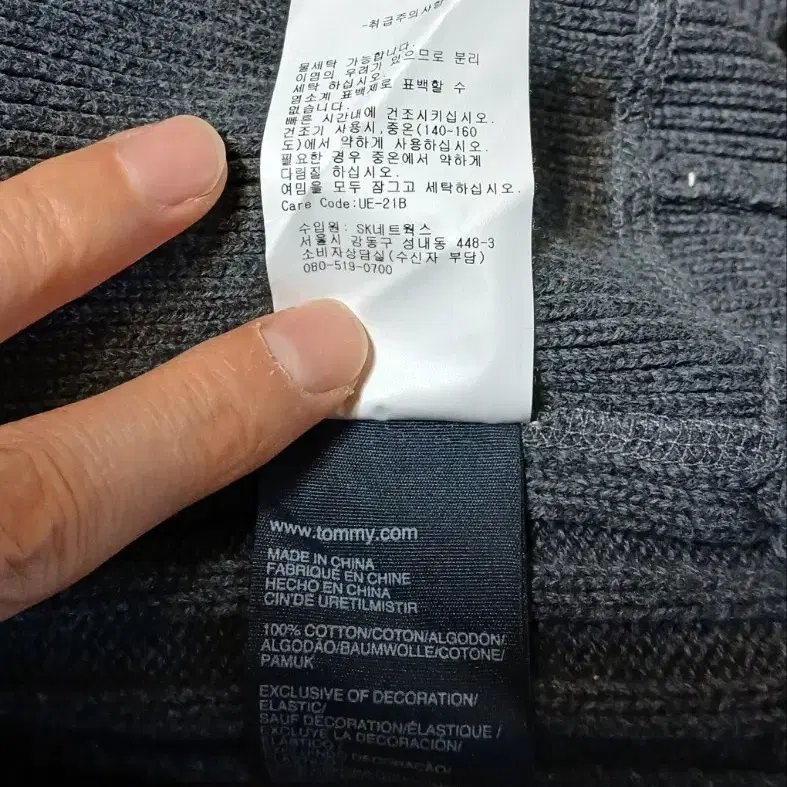 -취급주의사항
물세탁 가능합니다.
이염의 우려가 있으므로 분리
세탁 하십시오.
염소계 표백제로 표백할 수
없습니다.
빠른 시간내에 건조시키십시오.
건조기 사용시,중온(140-160
도)에서 약하게 사용하십시오.
필요한 경우 중온에서 약하게
다림질 하십시오.
여밈을 모두 잠그고 세탁하십시오.
Care Code:UE-21B
수입원: SK네트웍스
서울시 강동구 성내동 448-3
소비자상담실(수신자 부담)
080-519-0700
www.tommy.com
MADE IN CHINA
FABRIQUE EN CHINE
HECHO EN CHINA
CIN'DE URETILMISTIR
100% COTTON/COTON/ALGODON/
ALGODÃO/BAUMWOLLE/COTONE/
PAMUK
EXCLUSIVE OF DECORATION/
ELASTIC/
SAUF DECORATION/ÉLASTIQUE /
EXCLUYE LA DECORACIÓN/
ELÁSTICO /